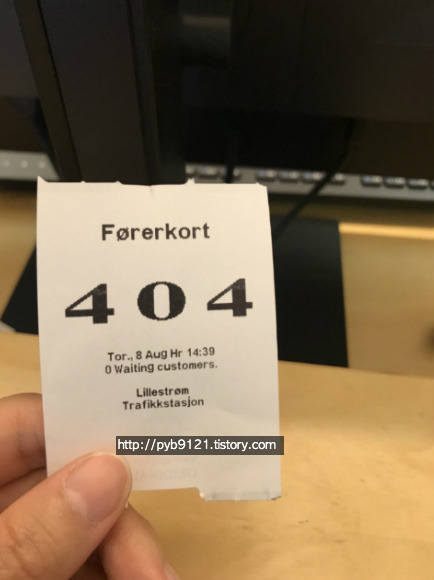 Førerkort
404
Tor., 8 Aug Hr 14:39
0 Waiting customers.
Lillestrøm
Trafikkstasjon
http://pyb9121.tistory.com